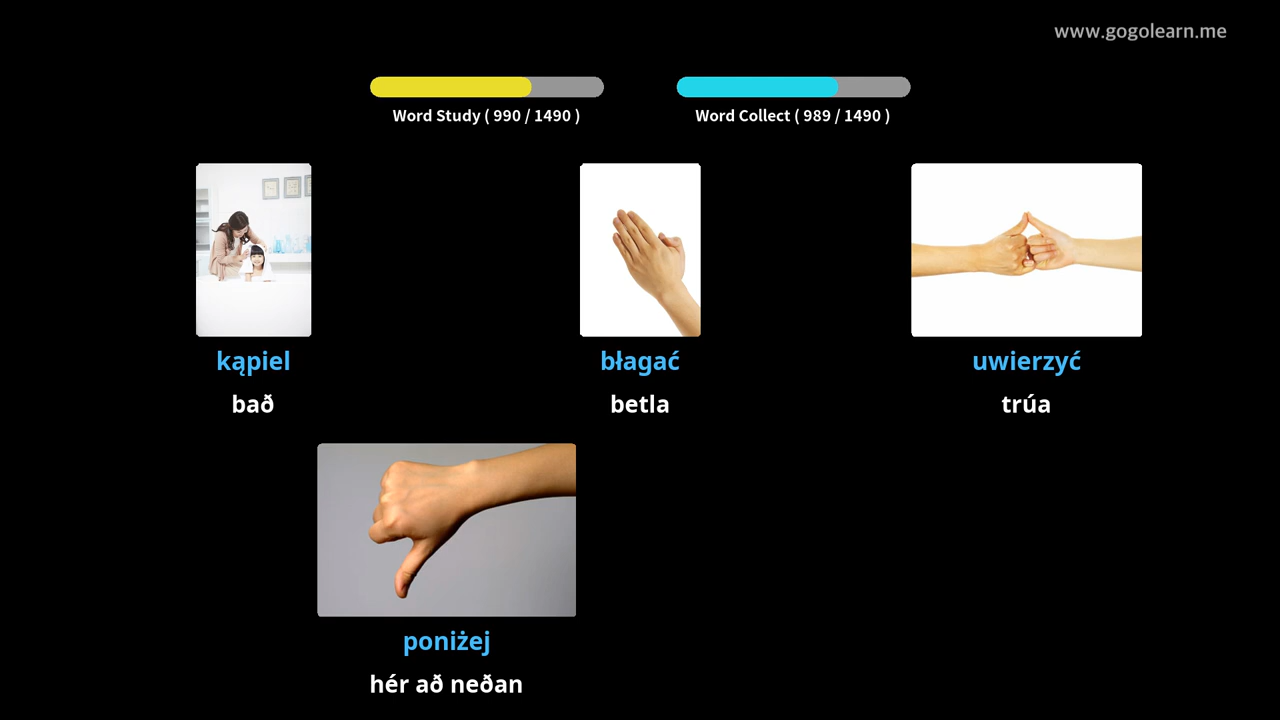 www.gogolearn.me
Word Study ( 990 / 1490 )
Word Collect ( 989 / 1490 )
kąpiel
bað
błagać
betla
uwierzyć
trúa
poniżej
hér að neðan